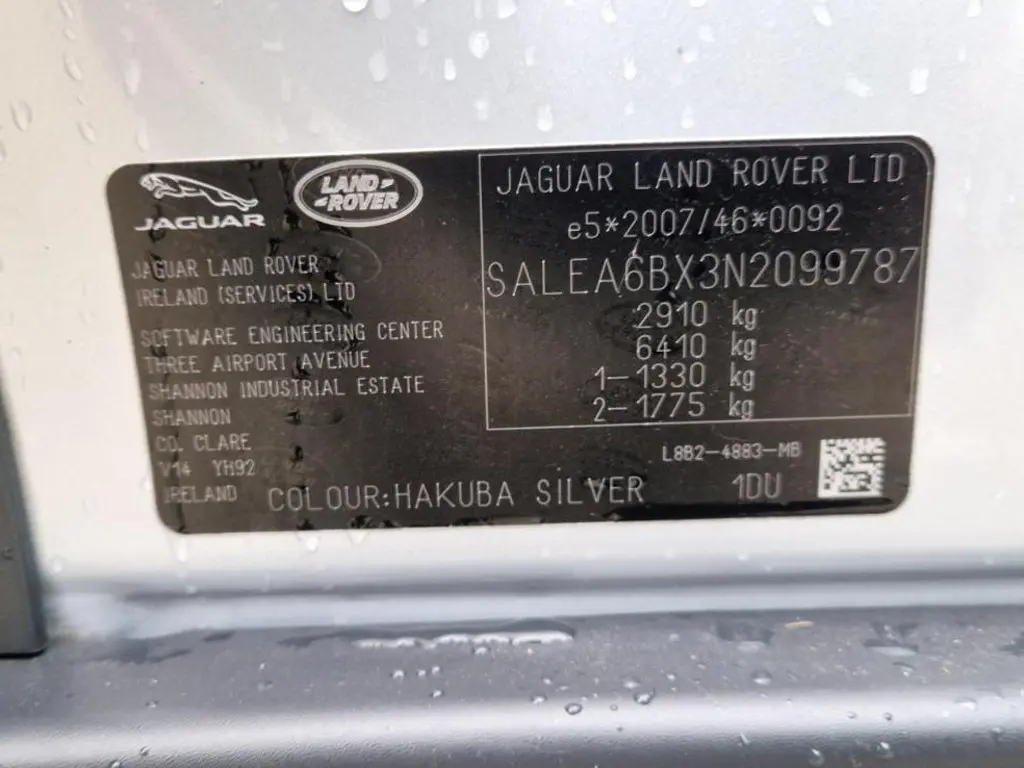 JAGUAR
LAND
ROVER
JAGUAR LAND ROVER
IRELAND (SERVICES) LTD
SOFTWARE ENGINEERING CENTER
THREE AIRPORT AVENUE
SHANNON INDUSTRIAL ESTATE
SHANNON
CO. CLARE
V14 YH92
IRELAND
JAGUAR LAND ROVER LTD
e5*2007/46*0092
SALEA6BX3N2099787
2910 kg
6410 kg
1-1330 kg
2-1775 kg
L8B2-4883-MB
COLOUR:HAKUBA SILVER 1DU